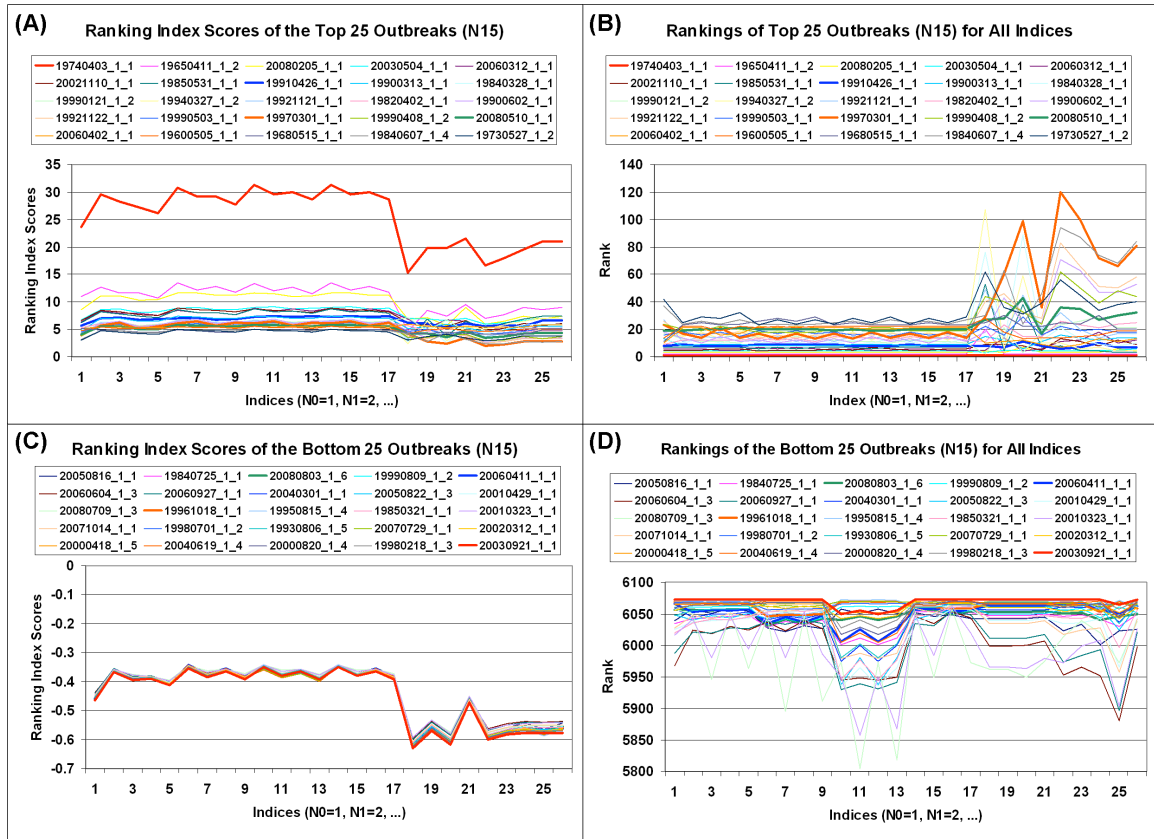 (A)
Ranking Index Scores of the Top 25 Outbreaks (N15)
19740403_1_1 19650411_1_2 20080205_1_1 20030504_1_1 20060312_1_1
20021110_1_1 19850531_1_1 19910426_1_1 19900313_1_1 19840328_1_1
19990121_1_2 19940327_1_2 19921121_1_1 19820402_1_1 19900602_1_1
19921122_1_1 19990503_1_1 19970301_1_1 19990408_1_2 20080510_1_1
20060402_1_1 19600505_1_1 19680515_1_1 19840607_1_4 19730527_1_2
Ranking Index Scores
35
30
25
20
15
10
5
0
1 3 5 7 9 11 13 15 17 19 21 23 25
Indices (N0=1, N1=2, ...)
(B)
Rankings of Top 25 Outbreaks (N15) for All Indices
19740403_1_1 19650411_1_2 20080205_1_1 20030504_1_1 20060312_1_1
20021110_1_1 19850531_1_1 19910426_1_1 19900313_1_1 19840328_1_1
19990121_1_2 19940327_1_2 19921121_1_1 19820402_1_1 19900602_1_1
19921122_1_1 19990503_1_1 19970301_1_1 19990408_1_2 20080510_1_1
20060402_1_1 19600505_1_1 19680515_1_1 19840607_1_4 19730527_1_2
Rank
140
120
100
80
60
40
20
0
1 3 5 7 9 11 13 15 17 19 21 23 25
Index (N0=1, N1=2, ...)
(C)
Ranking Index Scores of the Bottom 25 Outbreaks (N15)
20050816_1_1 19840725_1_1 20080803_1_6 19990809_1_2 20060411_1_1
20060604_1_3 20060927_1_1 20040301_1_1 20050822_1_3 20010429_1_1
20080709_1_3 19961018_1_1 19950815_1_4 19850321_1_1 20010323_1_1
20071014_1_1 19980701_1_2 19930806_1_5 20070729_1_1 20020312_1_1
20000418_1_5 20040619_1_4 20000820_1_4 19980218_1_3 20030921_1_1
Ranking Index Scores
0
-0.1
-0.2
-0.3
-0.4
-0.5
-0.6
-0.7
1 3 5 7 9 11 13 15 17 19 21 23 25
Indices (N0=1, N1=2, ...)
(D)
Rankings of the Bottom 25 Outbreaks (N15) for All Indices
20050816_1_1 19840725_1_1 20080803_1_6 19990809_1_2 20060411_1_1
20060604_1_3 20060927_1_1 20040301_1_1 20050822_1_3 20010429_1_1
20080709_1_3 19961018_1_1 19950815_1_4 19850321_1_1 20010323_1_1
20071014_1_1 19980701_1_2 19930806_1_5 20070729_1_1 20020312_1_1
20000418_1_5 20040619_1_4 20000820_1_4 19980218_1_3 20030921_1_1
Rank
6100
6050
6000
5950
5900
5850
5800
1 3 5 7 9 11 13 15 17 19 21 23 25
Indices (N0=1, N1=2, ...)